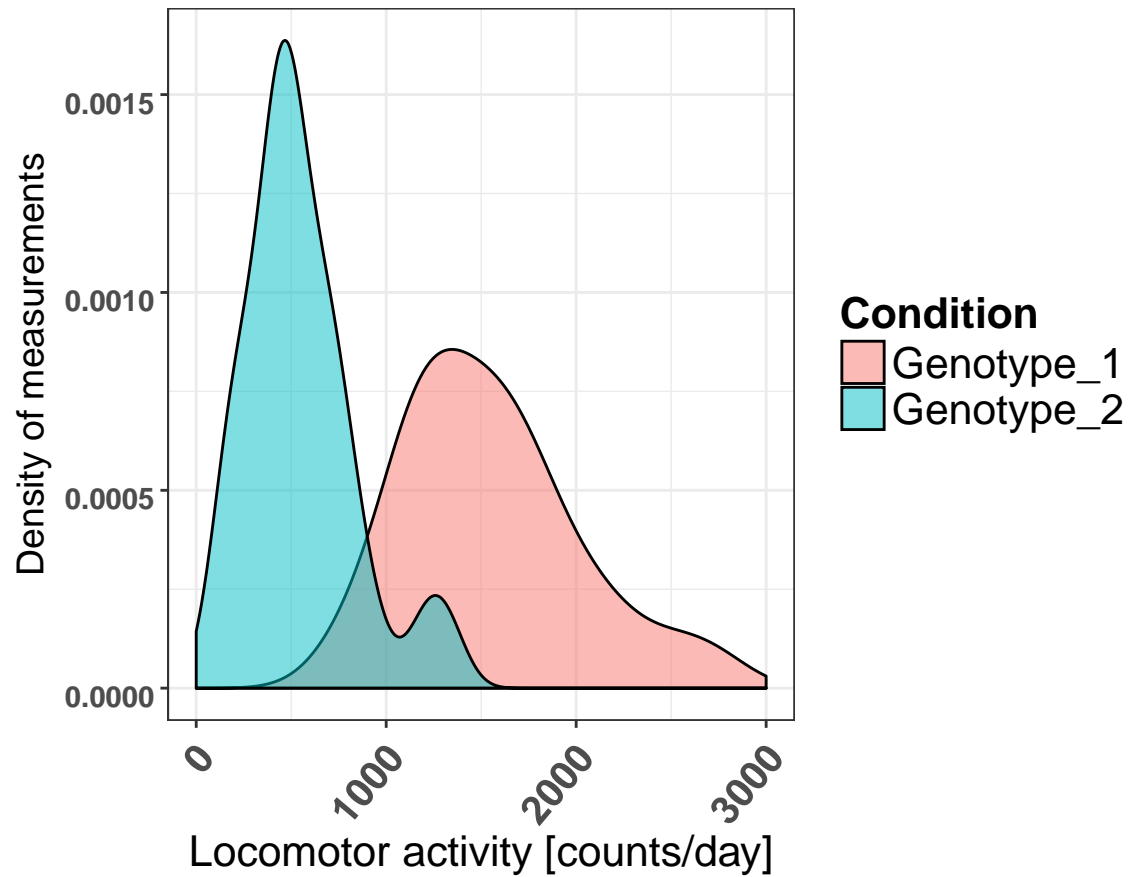 Density of measurements
0.0015
0.0010
0.0005
0.0000
0
1000
2000
3000
Locomotor activity [counts/day]
Condition
Genotype_1
Genotype_2